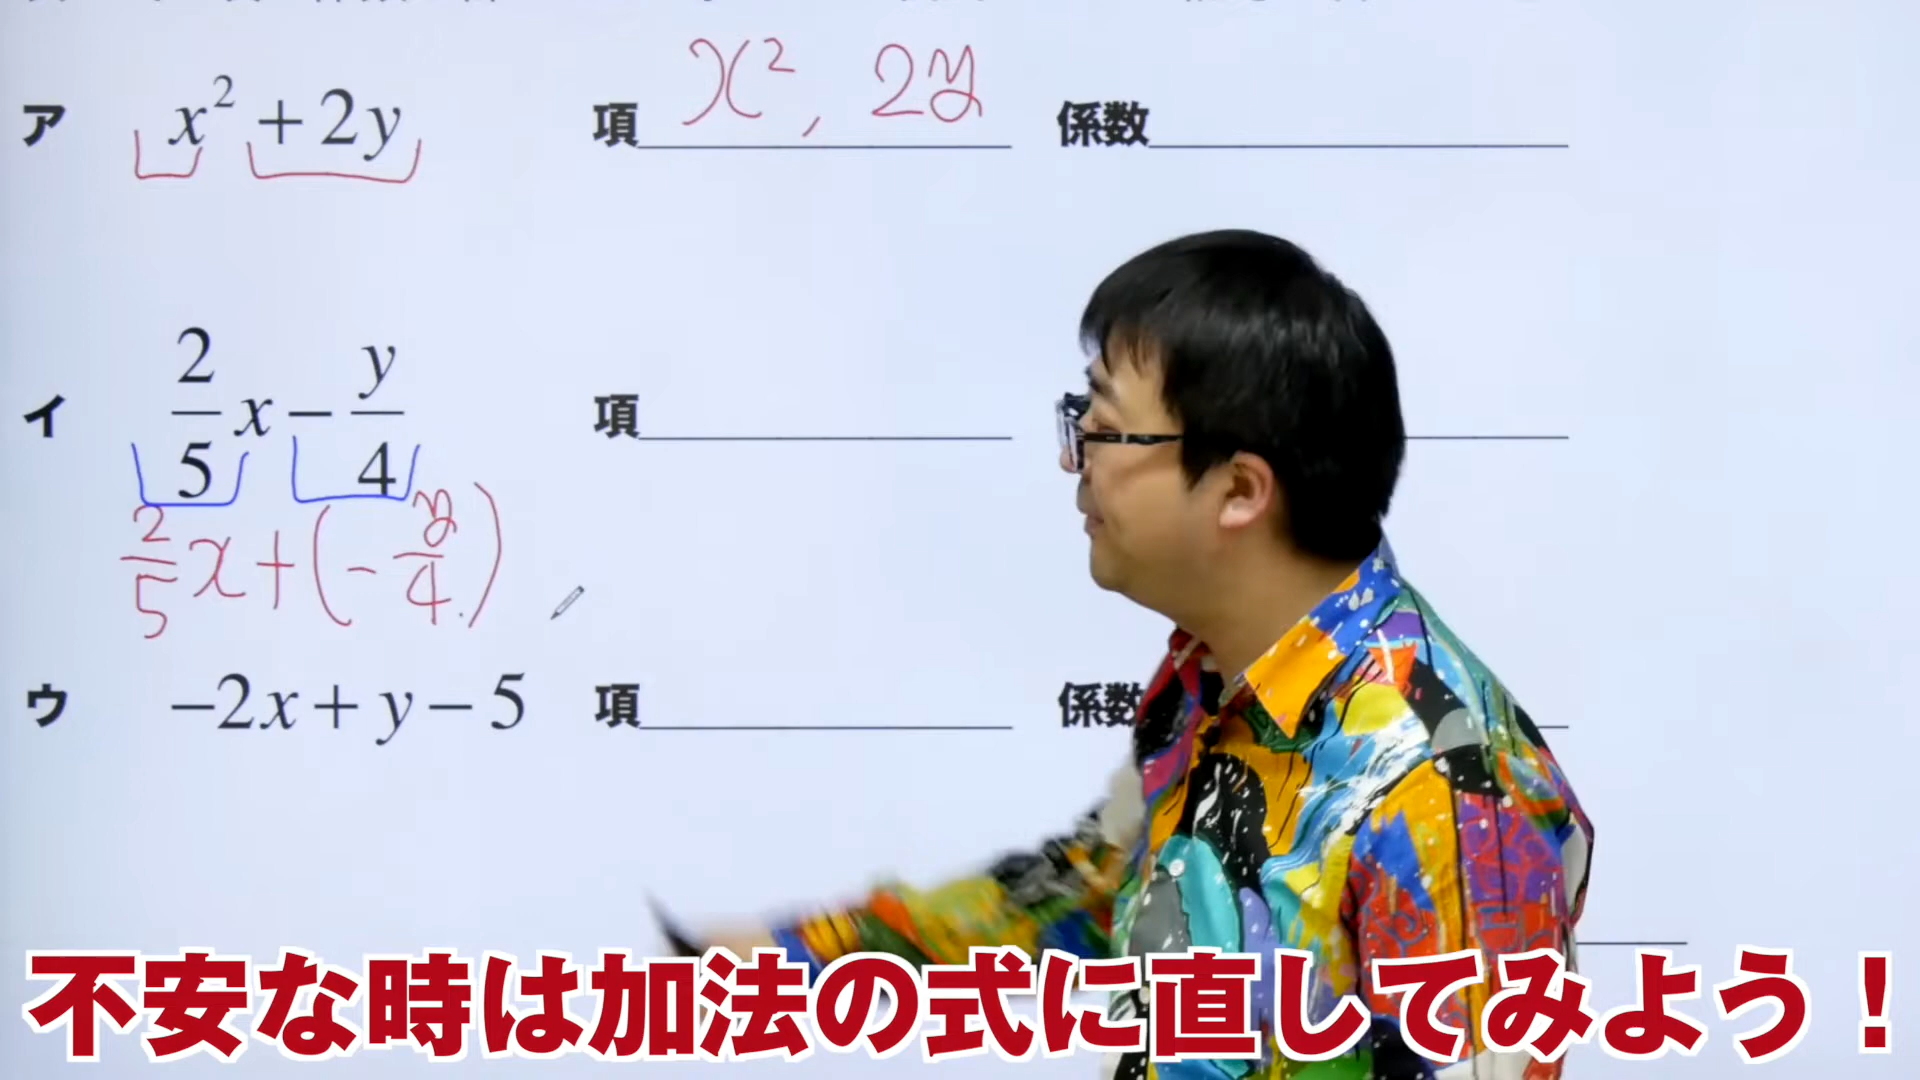 ア x² + 2y 項 x², 2y 係数
イ 2/5 x − y/4 項
2/5 x + (− y/4)
ウ −2x + y − 5 項 係数
不安な時は加法の式に直してみよう！